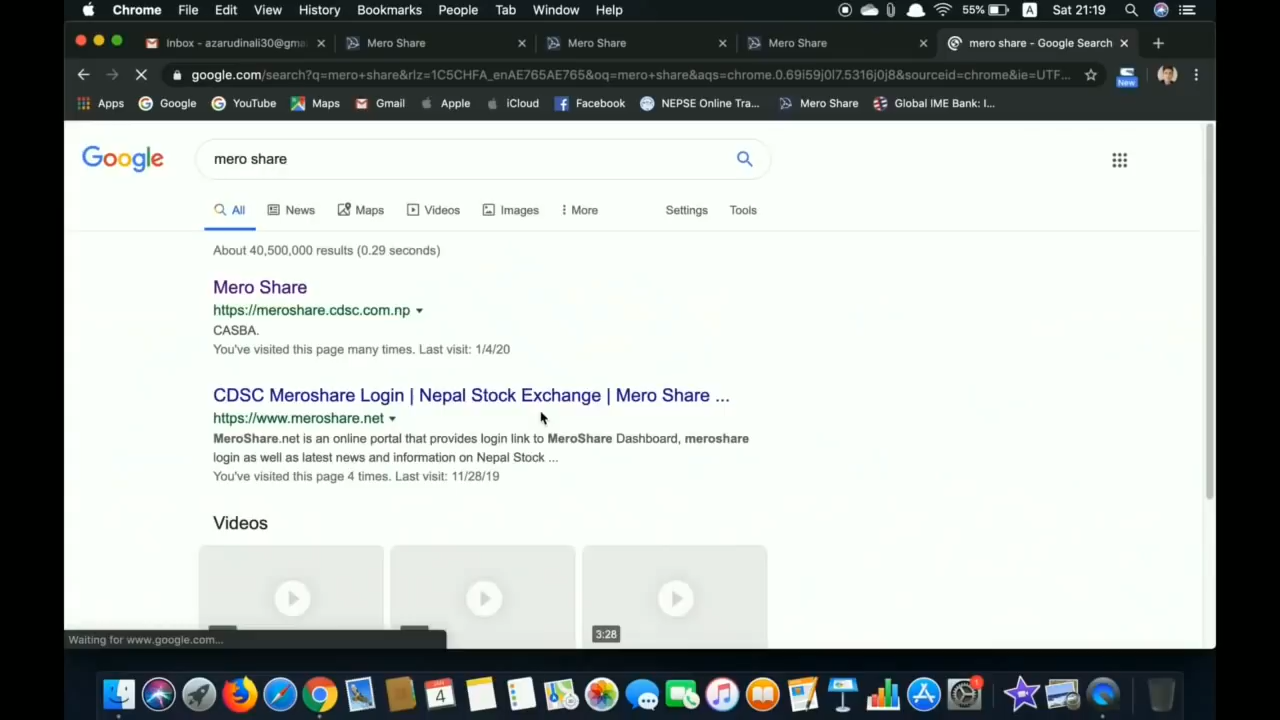 Chrome File Edit View History Bookmarks People Tab Window Help 55% A Sat 21:19
Inbox - azarudinali30@gma Mero Share Mero Share Mero Share mero share - Google Search
google.com/search?q=mero+share&rlz=1C5CHFA_enAE765AE765&oq=mero+share&aqs=chrome.0.69i59j0l7.5316j0j8&sourceid=chrome&ie=UTF... New
Apps Google YouTube Maps Gmail Apple iCloud Facebook NEPSE Online Tra... Mero Share Global IME Bank: I...
Google mero share
All News Maps Videos Images More Settings Tools
About 40,500,000 results (0.29 seconds)
Mero Share
https://meroshare.cdsc.com.np
CASBA.
You've visited this page many times. Last visit: 1/4/20
CDSC Meroshare Login | Nepal Stock Exchange | Mero Share ...
https://www.meroshare.net
MeroShare.net is an online portal that provides login link to MeroShare Dashboard, meroshare
login as well as latest news and information on Nepal Stock ...
You've visited this page 4 times. Last visit: 11/28/19
Videos
3:28
Waiting for www.google.com...
4
1